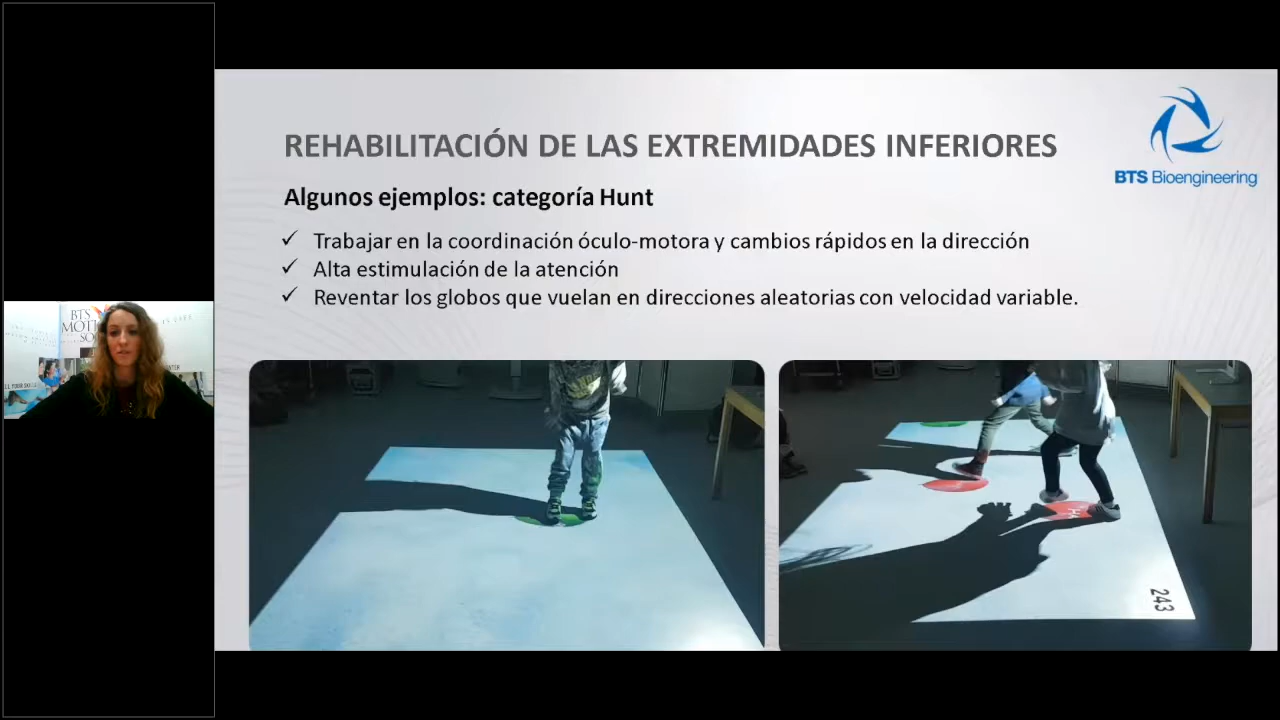 REHABILITACIÓN DE LAS EXTREMIDADES INFERIORES
BTS Bioengineering
Algunos ejemplos: categoría Hunt
✓ Trabajar en la coordinación óculo-motora y cambios rápidos en la dirección
✓ Alta estimulación de la atención
✓ Reventar los globos que vuelan en direcciones aleatorias con velocidad variable.
BTS
243